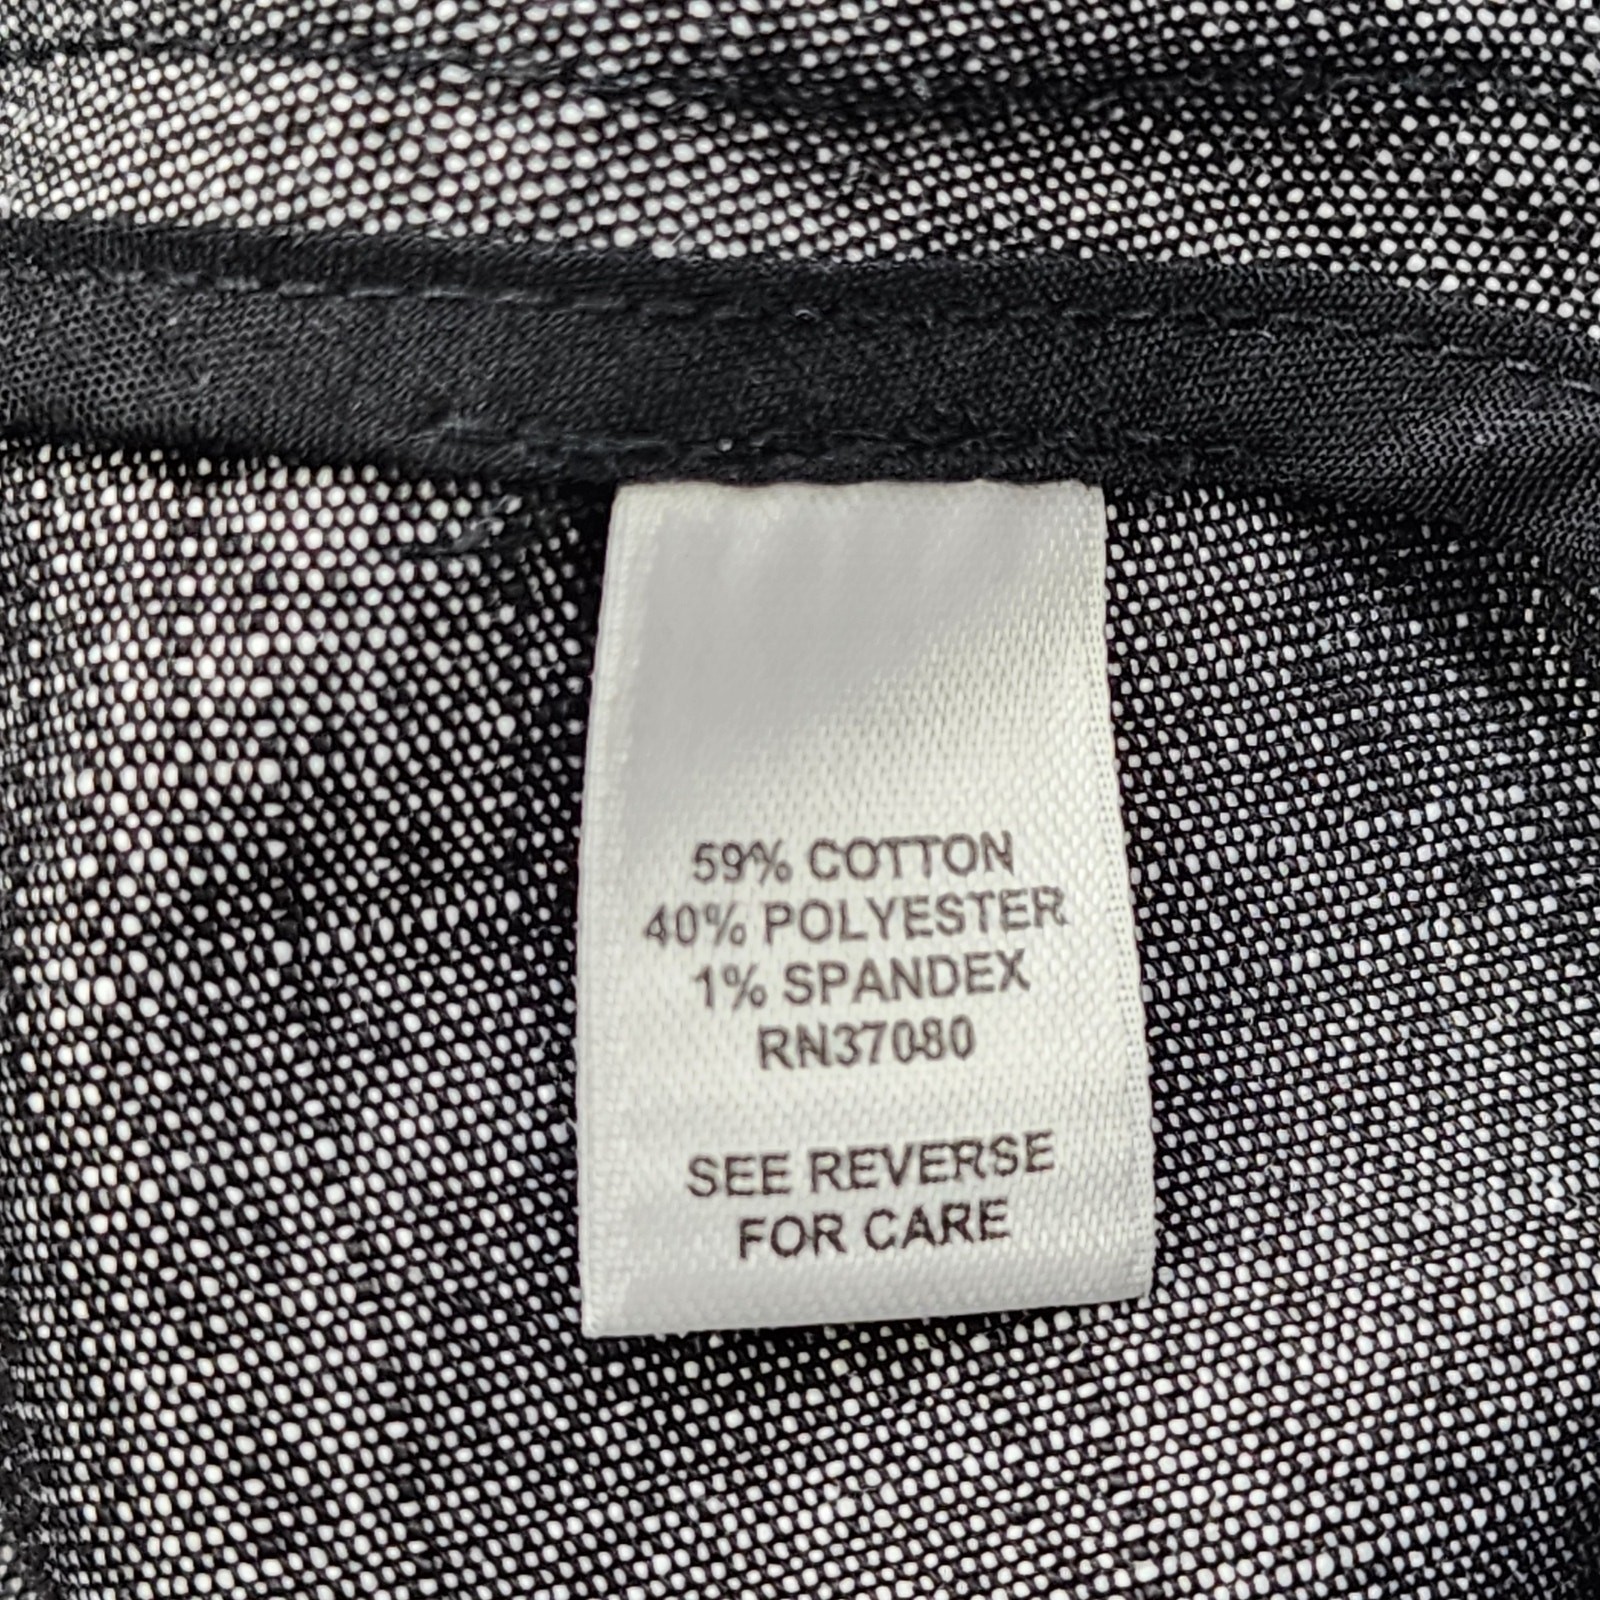 59% COTTON
40% POLYESTER
1% SPANDEX
RN37080
SEE REVERSE
FOR CARE